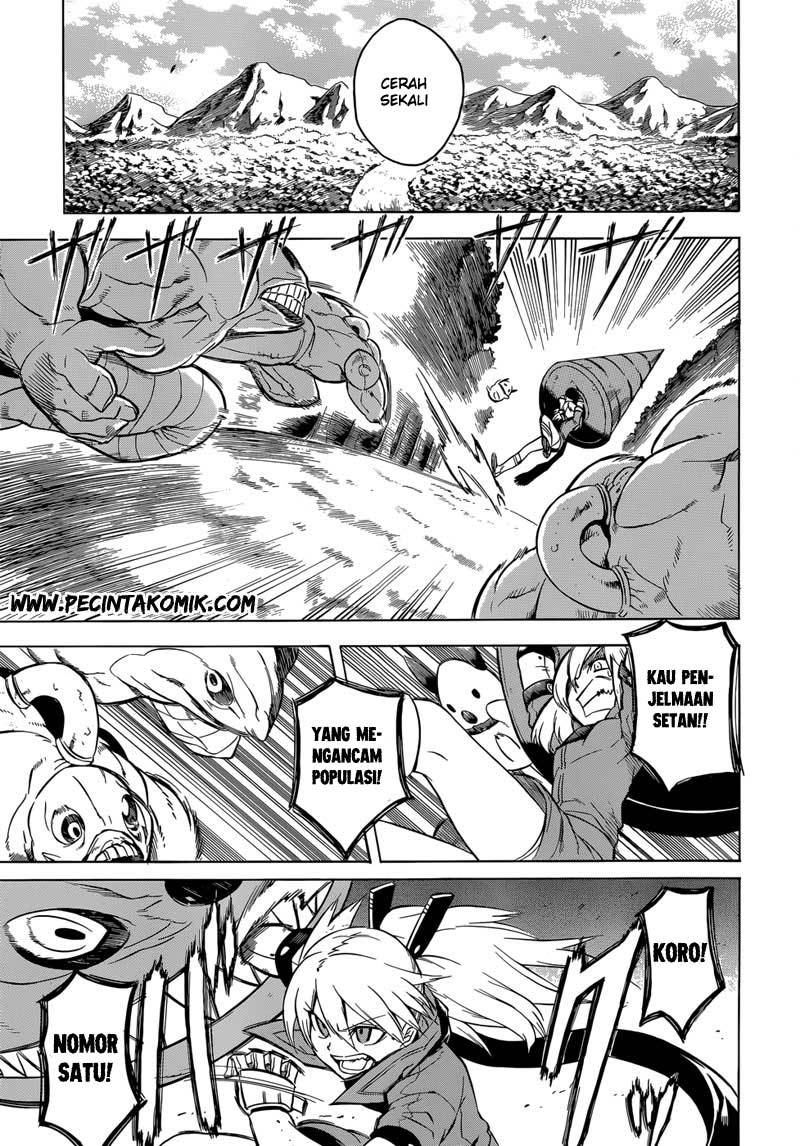 CERAH
SEKALI
WWW.PECINTAKOMIK.COM
KAU PEN-
JELMAAN
SETAN!!
YANG ME-
NGANCAM
POPULASI!
KORO!
NOMOR
SATU!